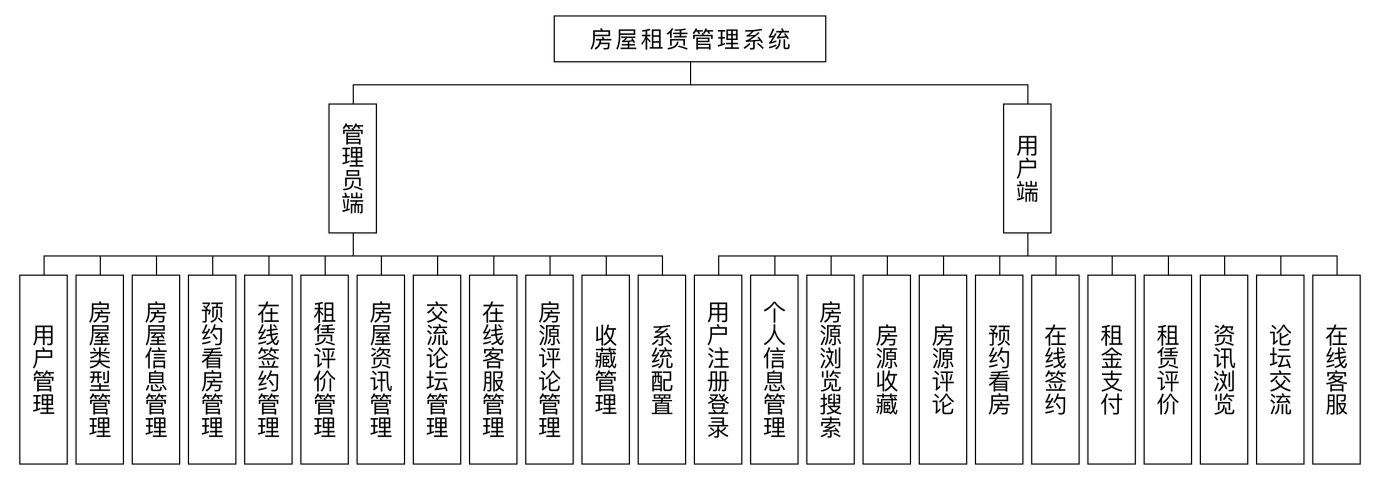 房屋租赁管理系统
管理员端
用户端
用户管理
房屋类型管理
房屋信息管理
预约看房管理
在线签约管理
租赁评价管理
房屋资讯管理
交流论坛管理
在线客服管理
房源评论管理
收藏管理
系统配置
用户注册登录
个人信息管理
房源浏览搜索
房源收藏
房源评论
预约看房
在线签约
租金支付
租赁评价
资讯浏览
论坛交流
在线客服